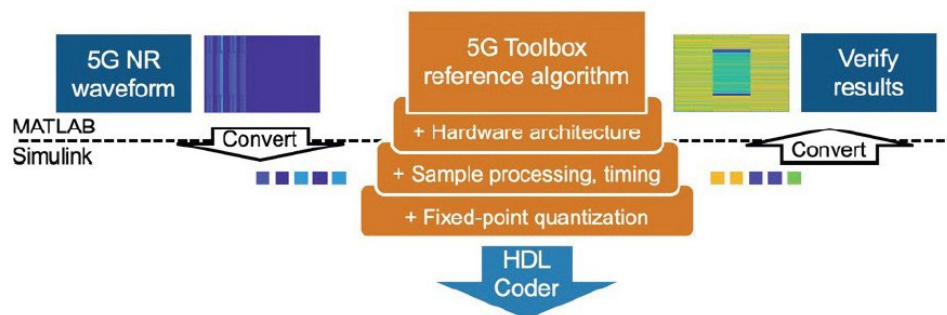 5G NR
waveform
5G Toolbox
reference algorithm
Verify
results
MATLAB
Simulink
Convert
+ Hardware architecture
Convert
+ Sample processing, timing
+ Fixed-point quantization
HDL
Coder